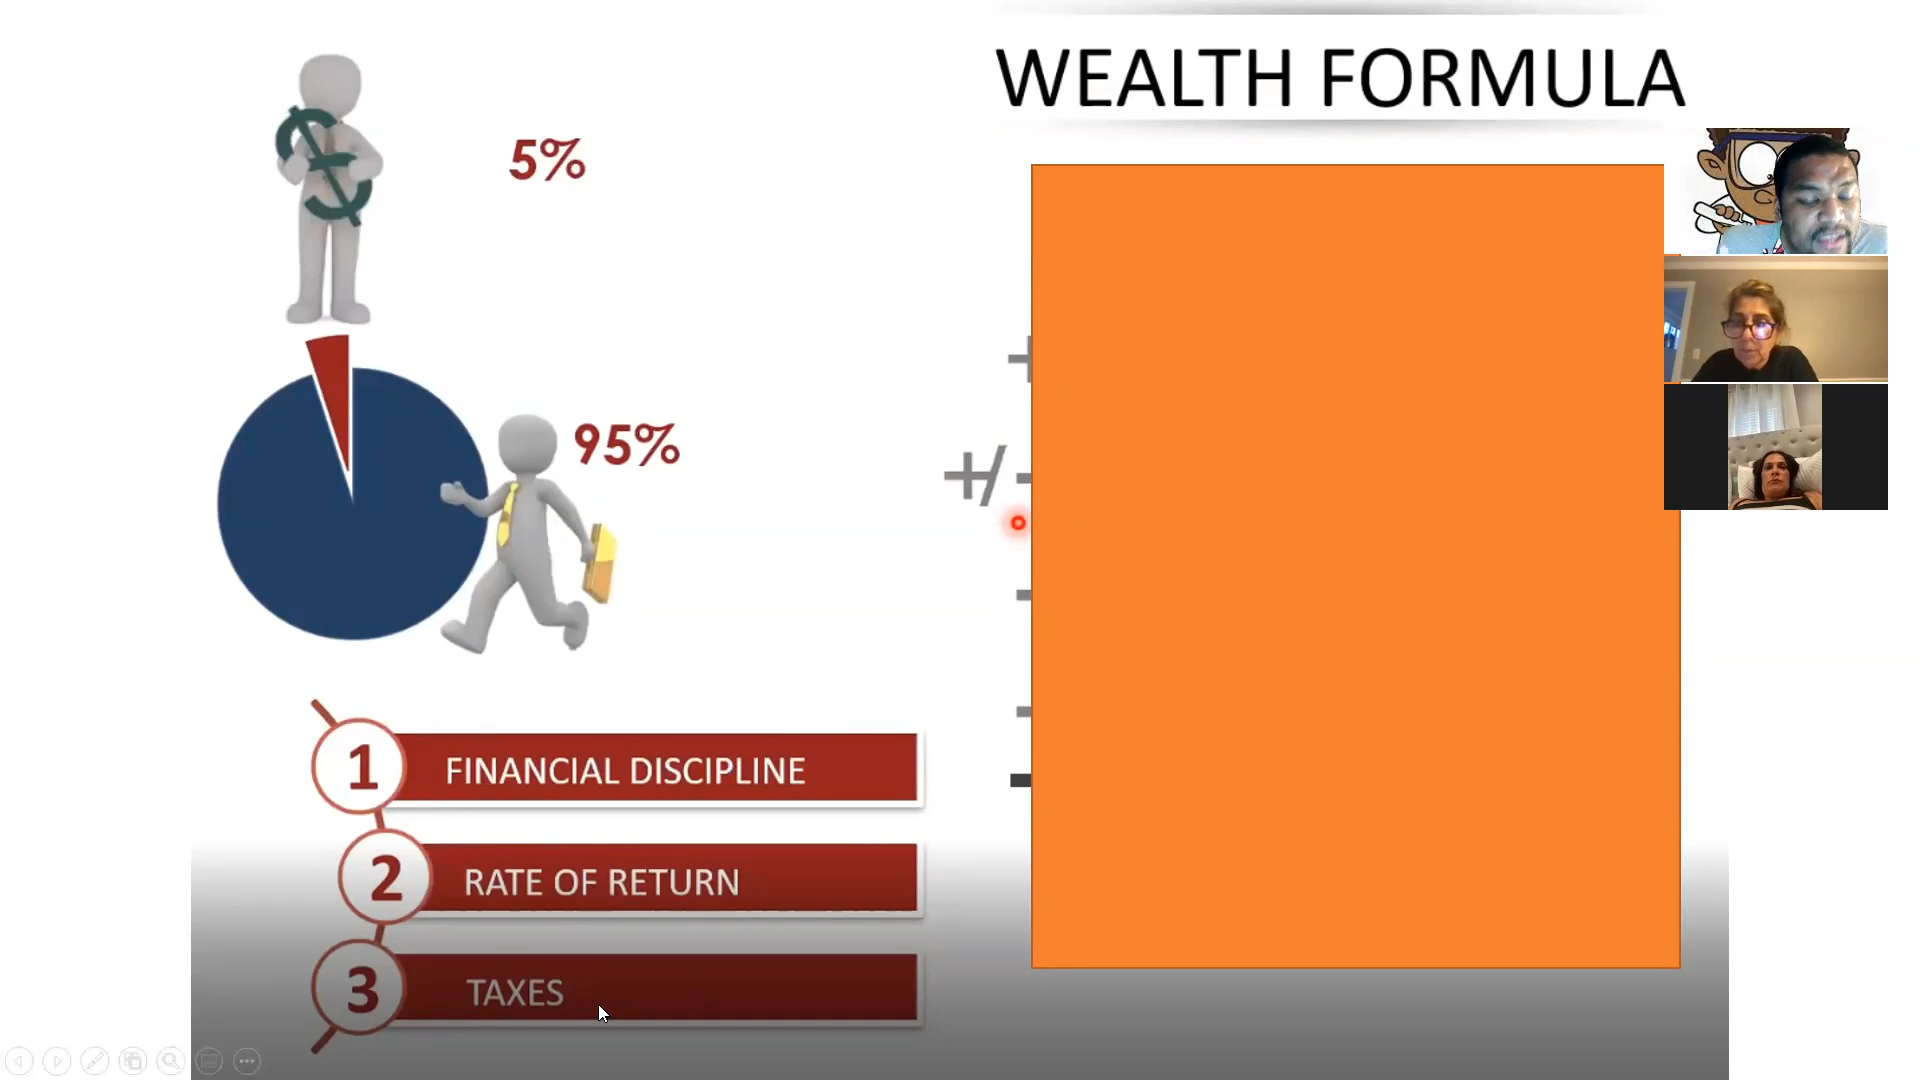 WEALTH FORMULA
5%
95%
+
+/-
-
-
-
1 FINANCIAL DISCIPLINE
2 RATE OF RETURN
3 TAXES